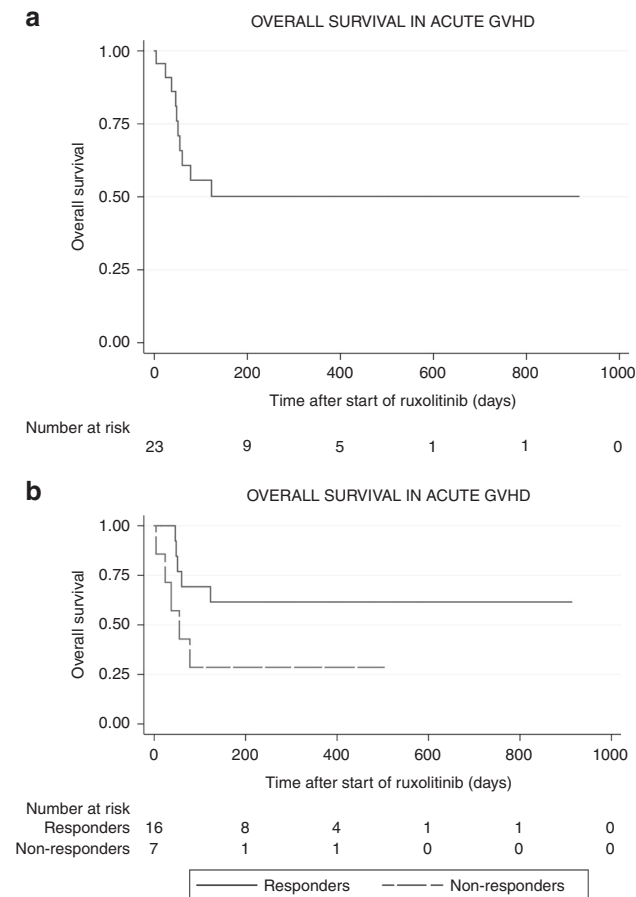 a
OVERALL SURVIVAL IN ACUTE GVHD
1.00
0.75
0.50
0.25
0.00
Overall survival
0 200 400 600 800 1000
Time after start of ruxolitinib (days)
Number at risk
23 9 5 1 1 0
b
OVERALL SURVIVAL IN ACUTE GVHD
1.00
0.75
0.50
0.25
0.00
Overall survival
0 200 400 600 800 1000
Time after start of ruxolitinib (days)
Number at risk
Responders 16 8 4 1 1 0
Non-responders 7 1 1 0 0 0
Responders Non-responders